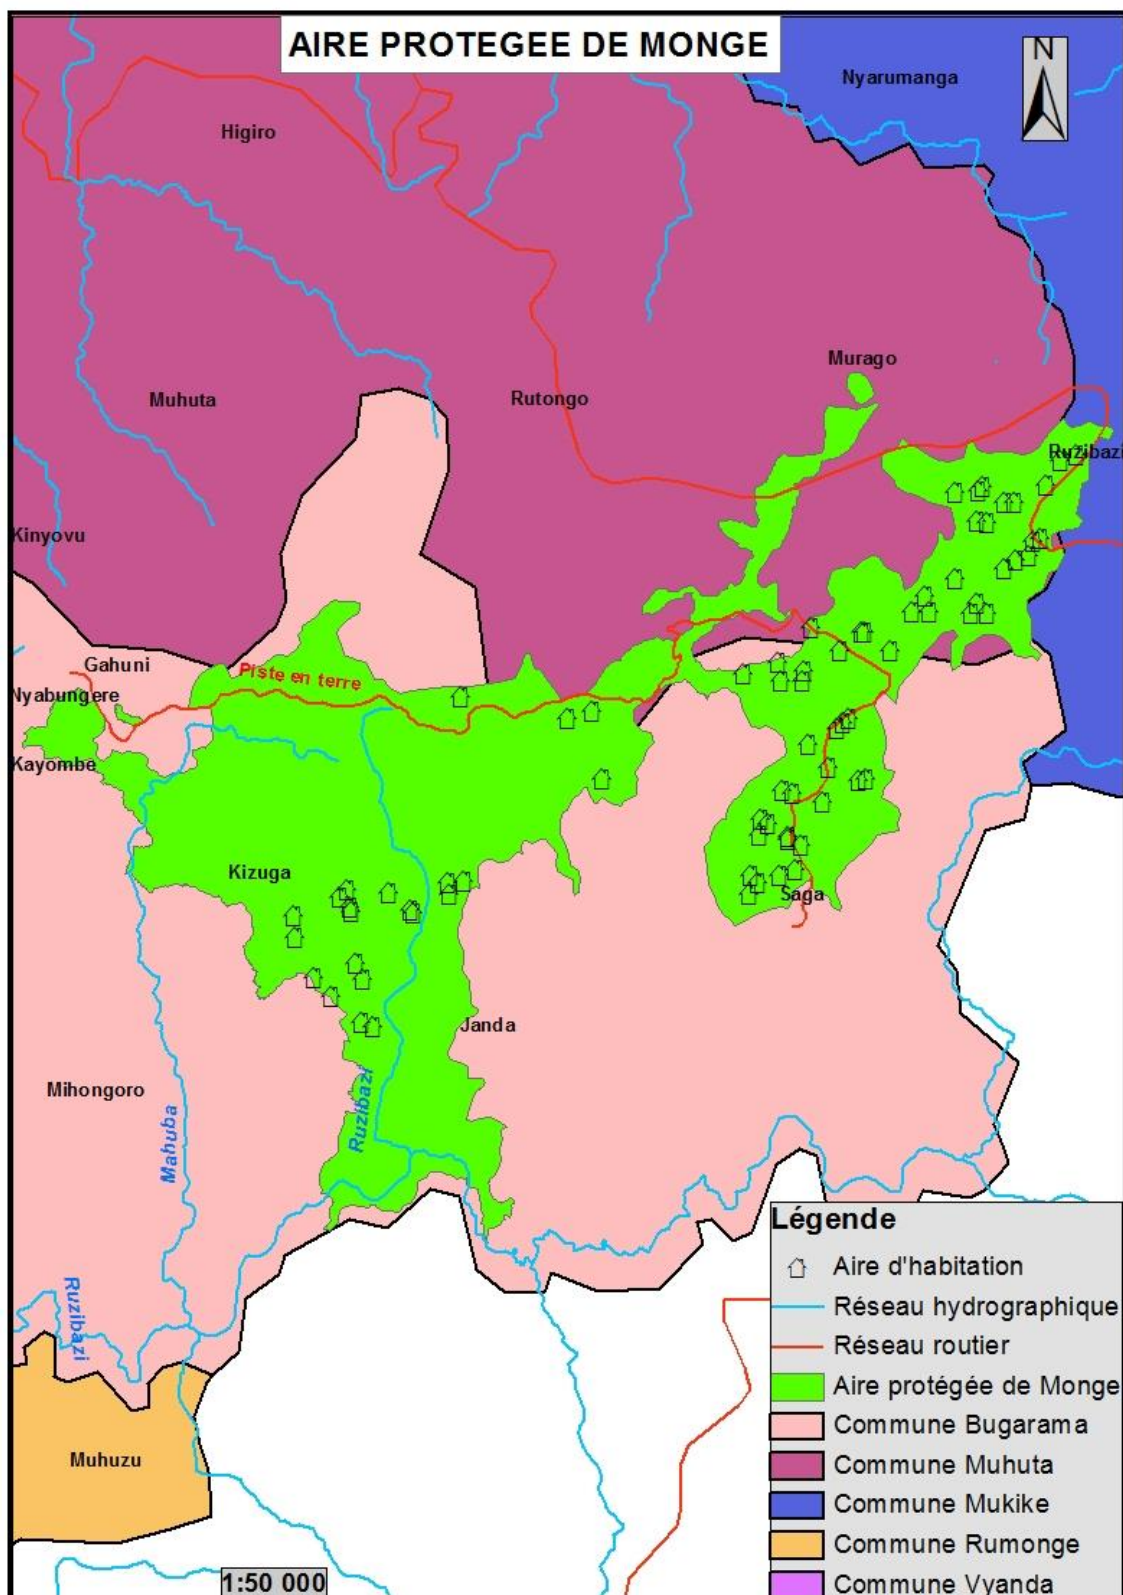 AIRE PROTEGEE DE MONGE
N
Nyarumanga
Higiro
Murago
Muhuta
Rutongo
Ruzibazi
Kinyovu
Gahuni
Piste en terre
Nyabungere
Kayombe
Kizuga
Saga
Janda
Mihongoro
Ruzibazi
Mahuba
Ruzibazi
Muhuzu
Légende
Aire d'habitation
Réseau hydrographique
Réseau routier
Aire protégée de Monge
Commune Bugarama
Commune Muhuta
Commune Mukike
Commune Rumonge
Commune Vyanda
1:50 000